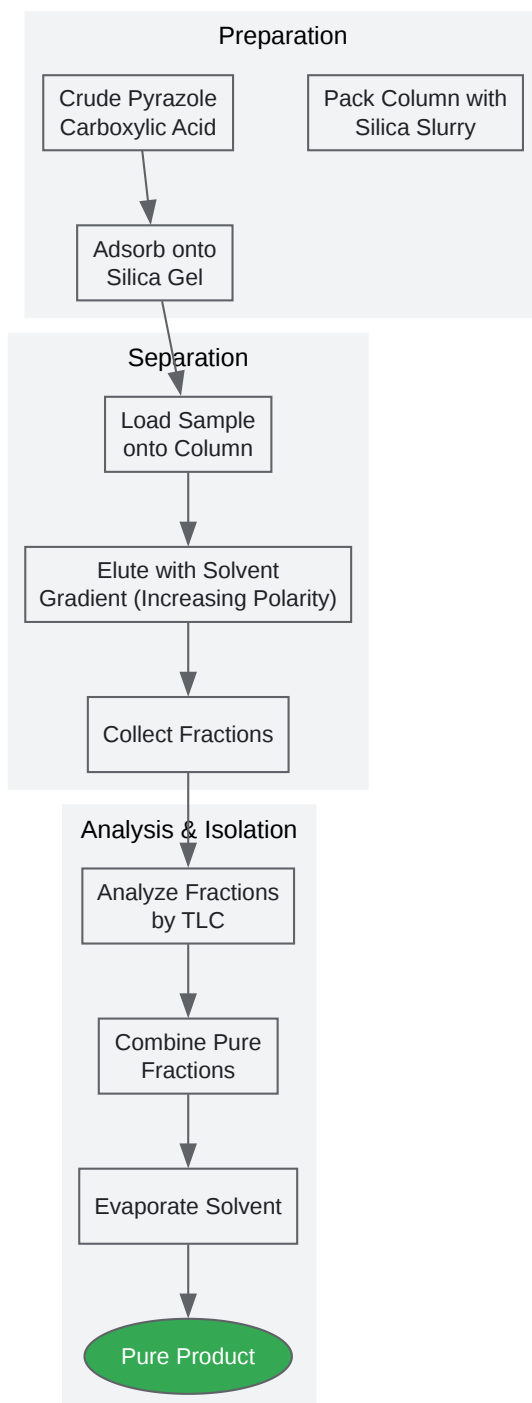 Preparation
Crude Pyrazole
Carboxylic Acid
Pack Column with
Silica Slurry
Adsorb onto
Silica Gel
Separation
Load Sample
onto Column
Elute with Solvent
Gradient (Increasing Polarity)
Collect Fractions
Analysis & Isolation
Analyze Fractions
by TLC
Combine Pure
Fractions
Evaporate Solvent
Pure Product